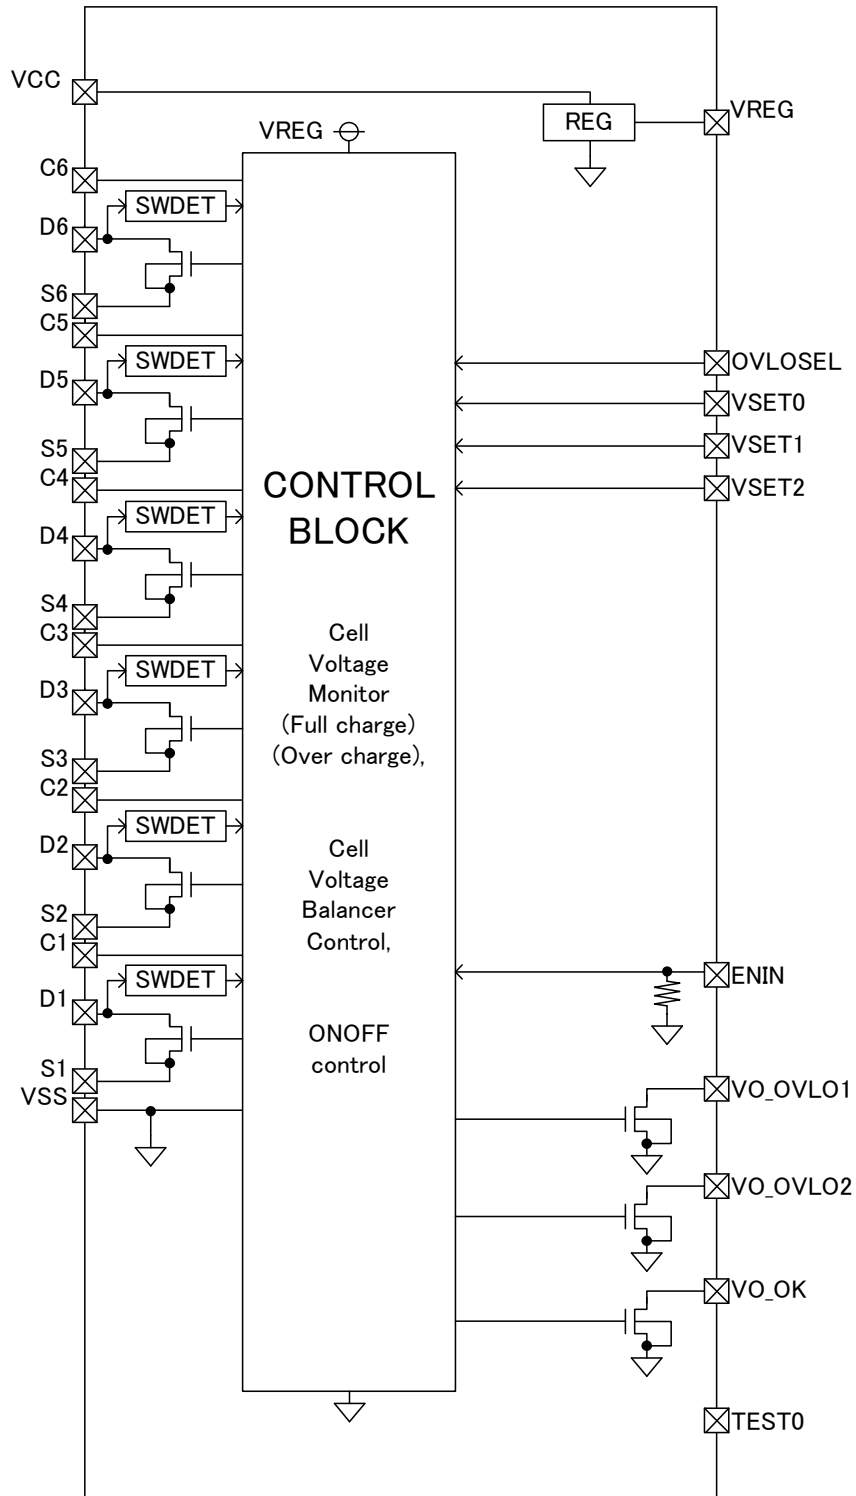 VCC
REG
VREG
VREG
C6
SWDET
D6
S6
C5
SWDET
D5
S5
C4
SWDET
D4
S4
C3
SWDET
D3
S3
C2
SWDET
D2
S2
C1
SWDET
D1
S1
VSS
CONTROL
BLOCK
Cell
Voltage
Monitor
(Full charge)
(Over charge),
Cell
Voltage
Balancer
Control,
ONOFF
control
OVLOSEL
VSET0
VSET1
VSET2
ENIN
VO_OVLO1
VO_OVLO2
VO_OK
TEST0